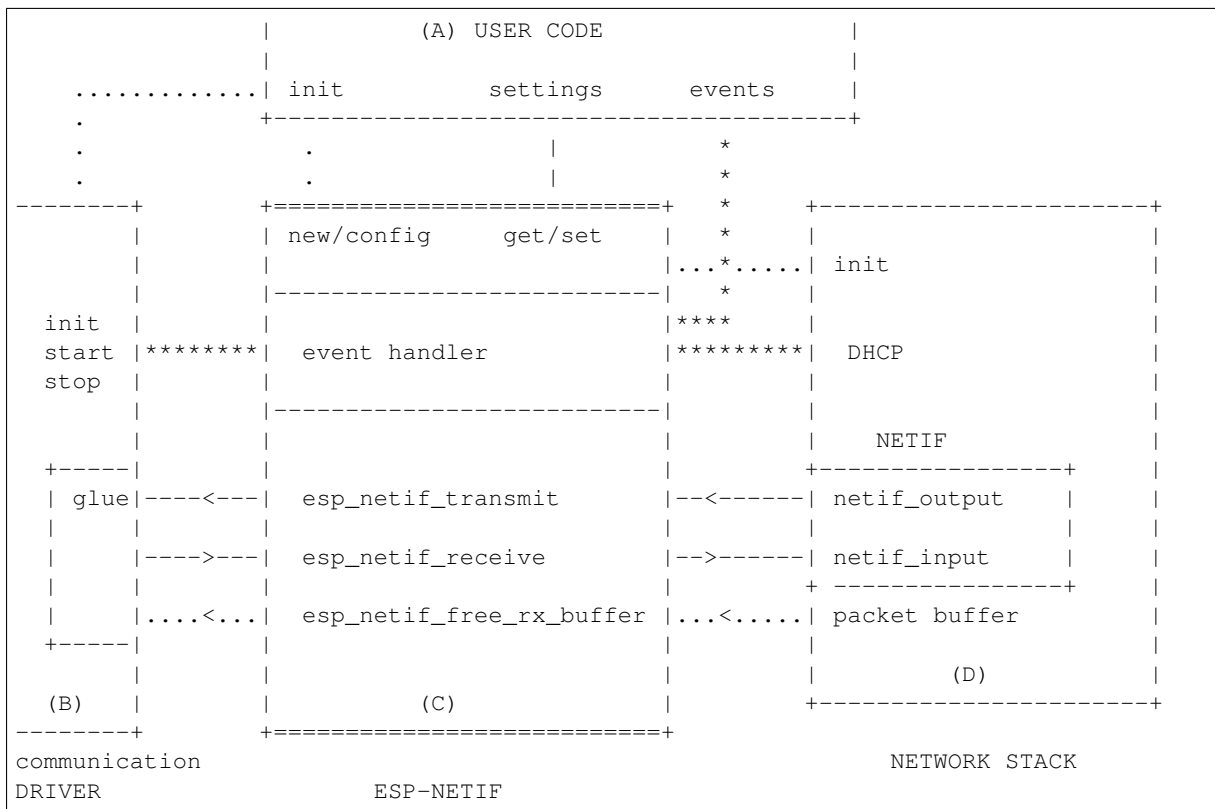 (A) USER CODE
init settings events
new/config get/set
init
init
start event handler DHCP
stop
NETIF
glue esp_netif_transmit netif_output
esp_netif_receive netif_input
esp_netif_free_rx_buffer packet buffer
(D)
(B) (C)
communication NETWORK STACK
DRIVER ESP-NETIF